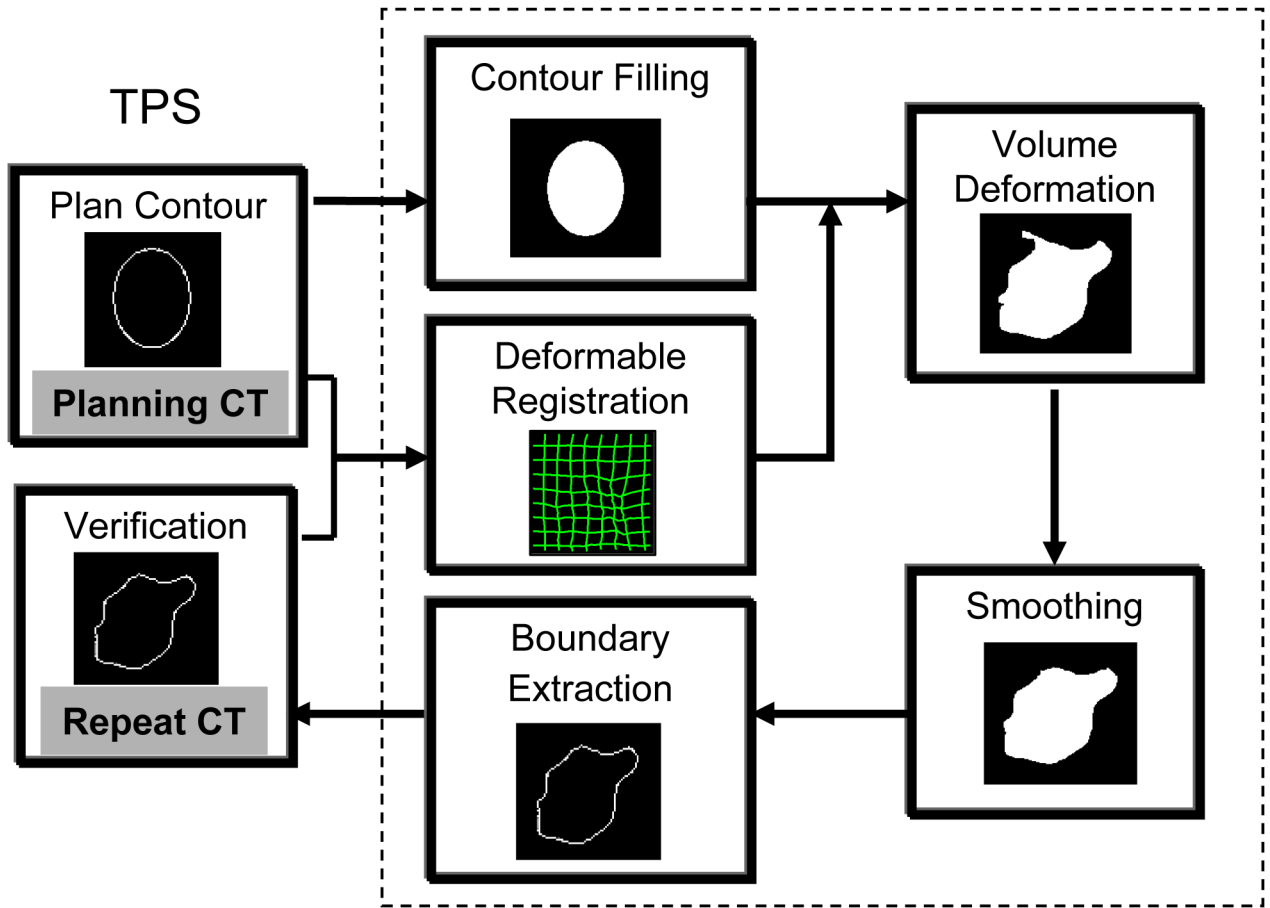 TPS
Plan Contour
Planning CT
Verification
Repeat CT
Contour Filling
Deformable
Registration
Boundary
Extraction
Volume
Deformation
Smoothing